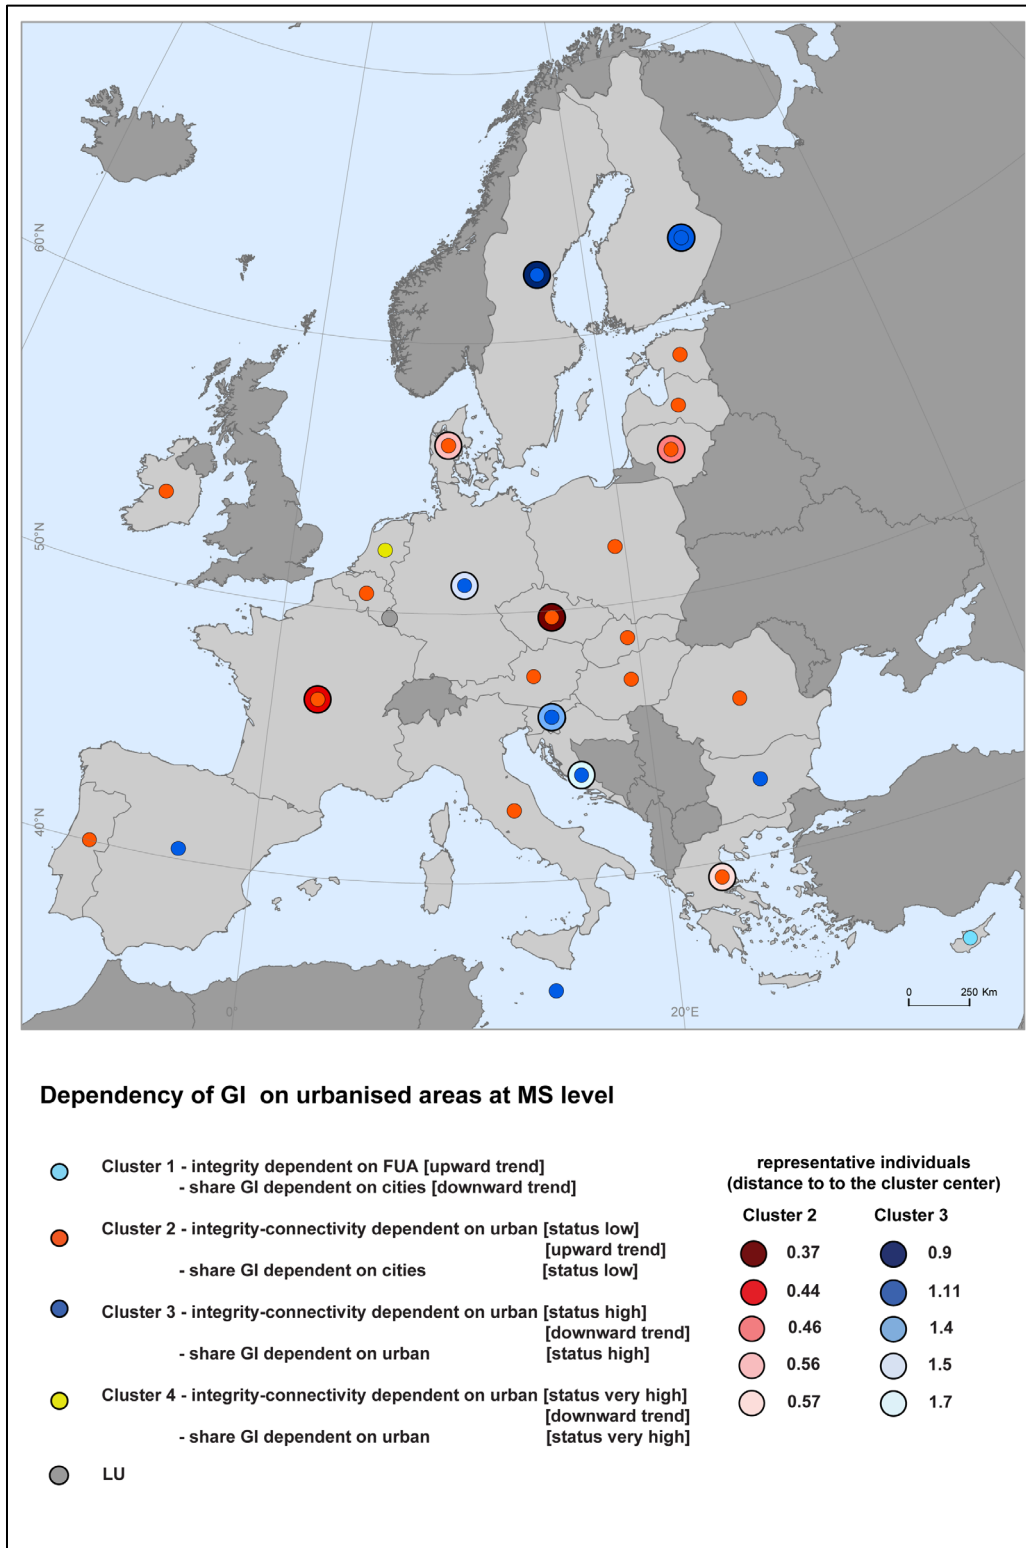 60°N
50°N
40°N
0°
20°E
0 250 Km
Dependency of GI on urbanised areas at MS level
Cluster 1 - integrity dependent on FUA [upward trend]
- share GI dependent on cities [downward trend]
Cluster 2 - integrity-connectivity dependent on urban [status low]
[upward trend]
- share GI dependent on cities [status low]
Cluster 3 - integrity-connectivity dependent on urban [status high]
[downward trend]
- share GI dependent on urban [status high]
Cluster 4 - integrity-connectivity dependent on urban [status very high]
[downward trend]
- share GI dependent on urban [status very high]
LU
representative individuals
(distance to to the cluster center)
Cluster 2 Cluster 3
0.37 0.9
0.44 1.11
0.46 1.4
0.56 1.5
0.57 1.7